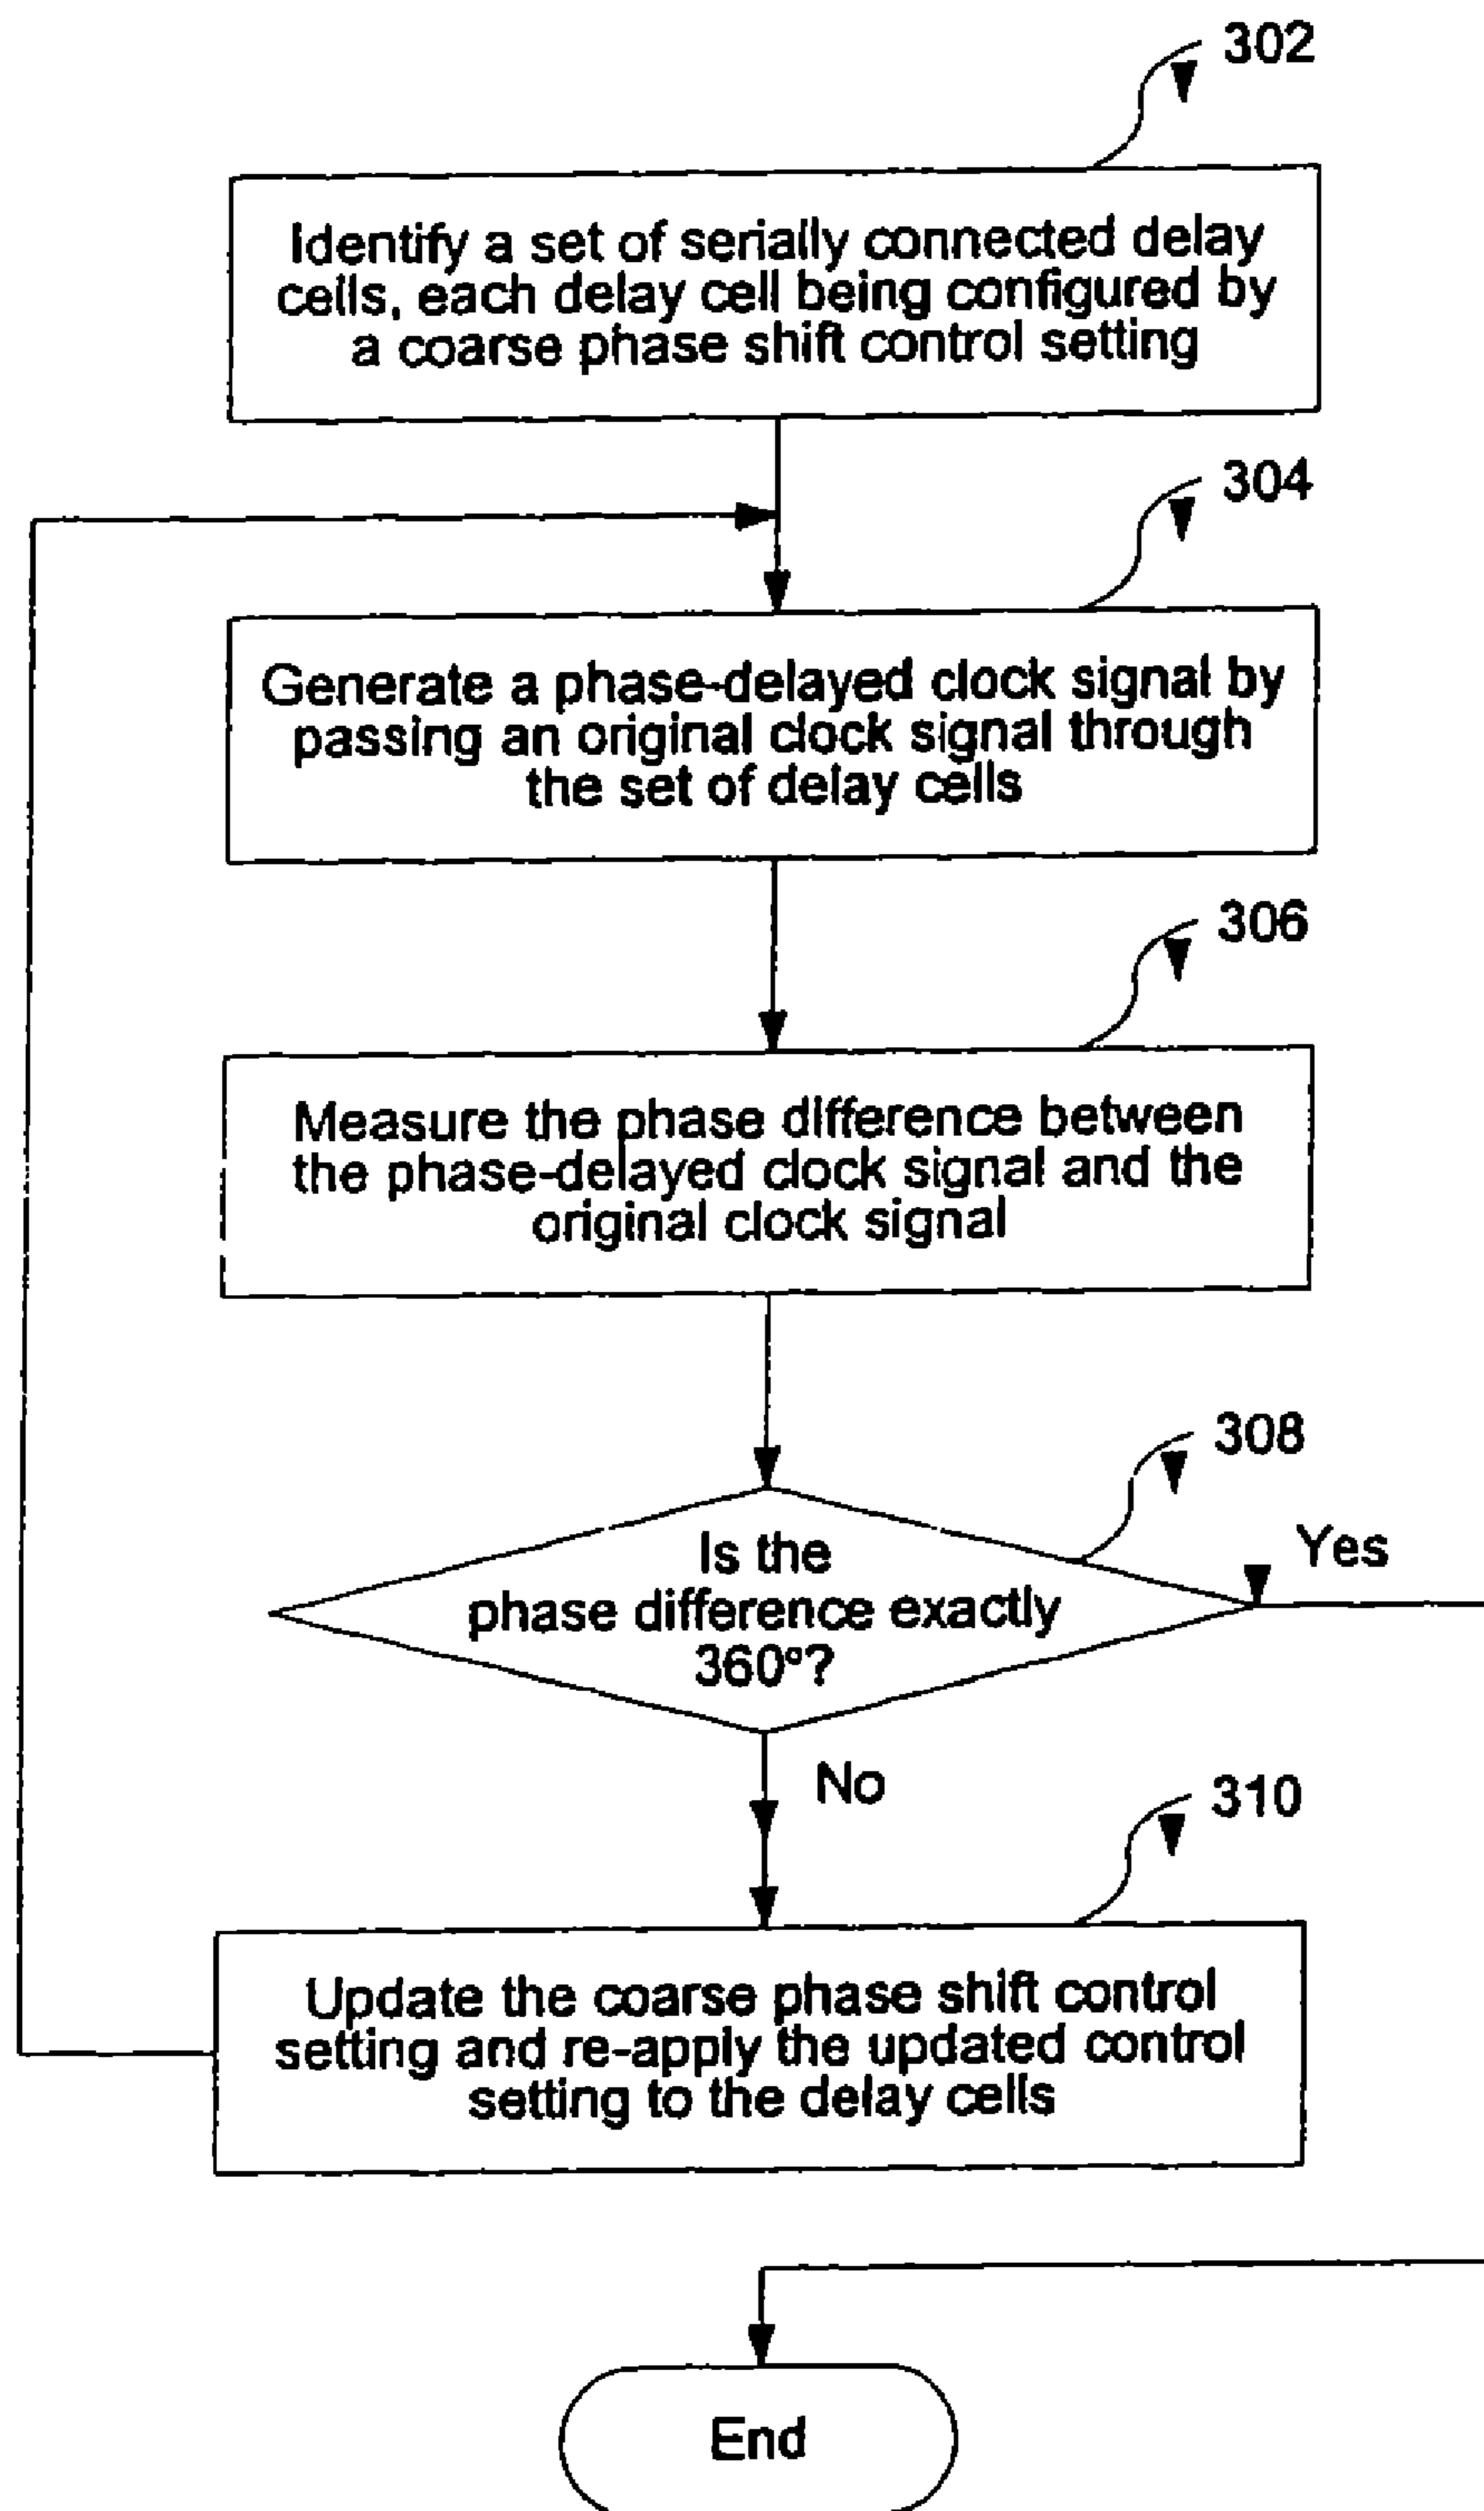 302
Identify a set of serially connected delay
cells, each delay cell being configured by
a coarse phase shift control setting
304
Generate a phase-delayed clock signal by
passing an original clock signal through
the set of delay cells
306
Measure the phase difference between
the phase-delayed clock signal and the
original clock signal
308
Is the
phase difference exactly
360°?
Yes
No
310
Update the coarse phase shift control
setting and re-apply the updated control
setting to the delay cells
End